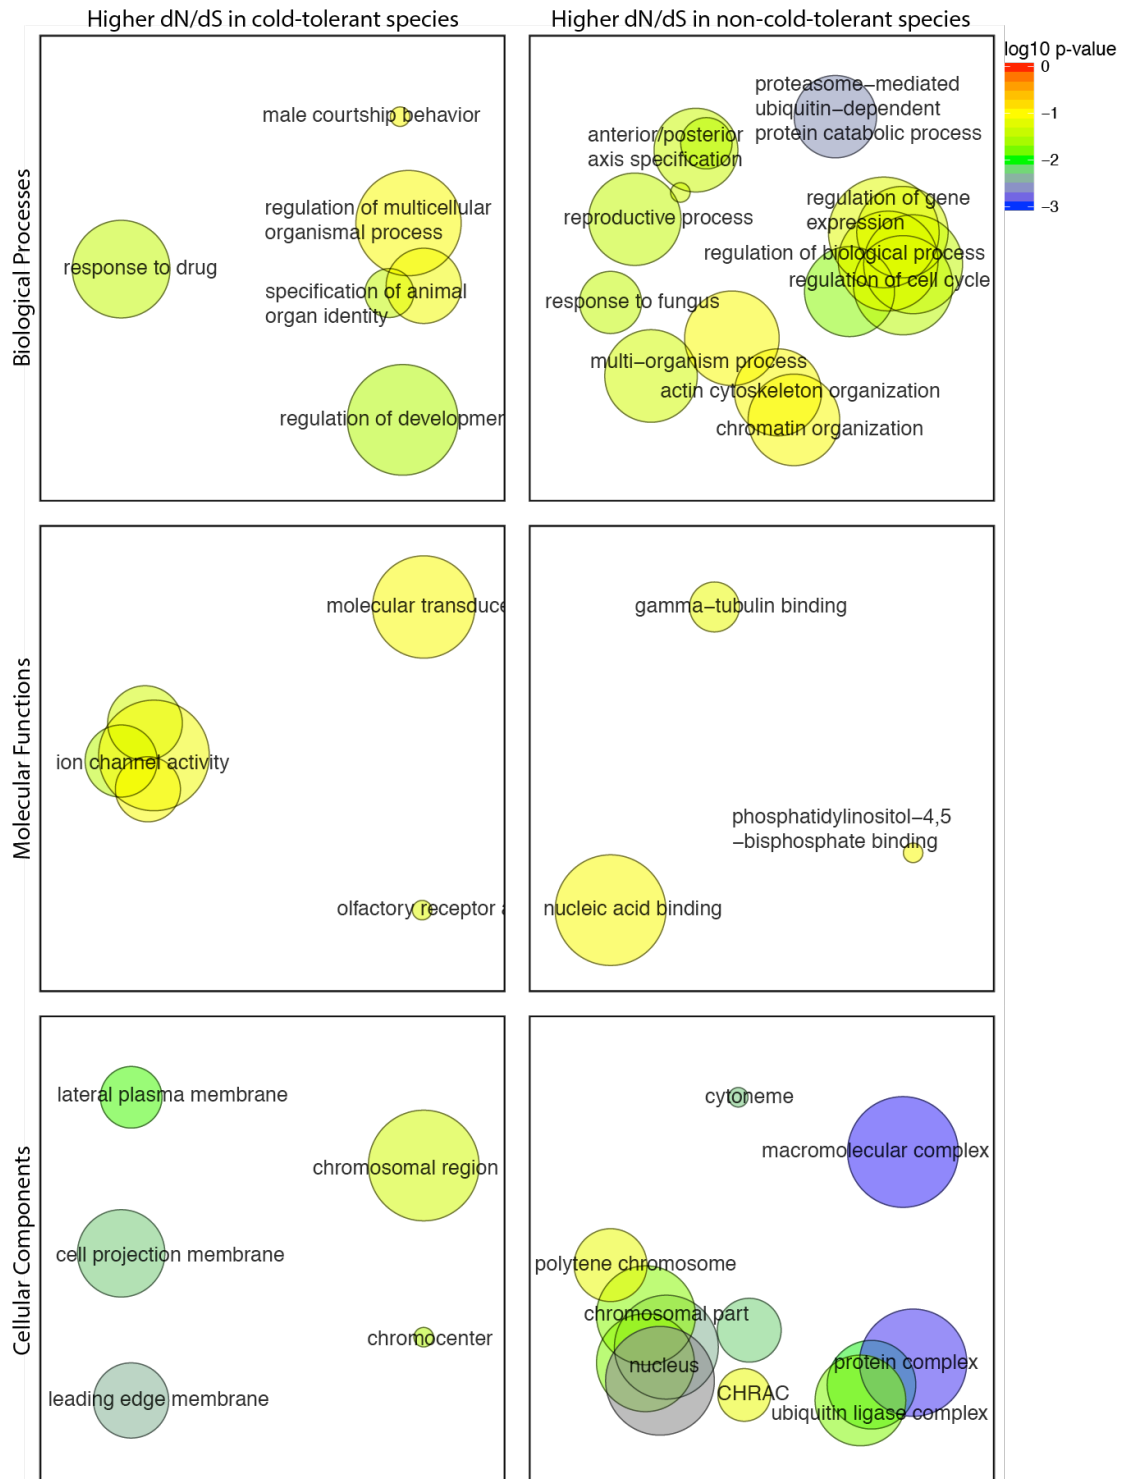 Higher dN/dS in cold-tolerant species
Higher dN/dS in non-cold-tolerant species
log10 p-value
0
−1
−2
−3
Biological Processes
male courtship behavior
regulation of multicellular
organismal process
response to drug
specification of animal
organ identity
regulation of developmen
proteasome−mediated
ubiquitin−dependent
protein catabolic process
anterior/posterior
axis specification
regulation of gene
expression
reproductive process
regulation of biological process
regulation of cell cycle
response to fungus
multi−organism process
actin cytoskeleton organization
chromatin organization
Molecular Functions
molecular transduce
ion channel activity
olfactory receptor a
gamma−tubulin binding
phosphatidylinositol−4,5
−bisphosphate binding
nucleic acid binding
Cellular Components
lateral plasma membrane
chromosomal region
cell projection membrane
chromocenter
leading edge membrane
cytoneme
macromolecular complex
polytene chromosome
chromosomal part
nucleus
protein complex
CHRAC
ubiquitin ligase complex